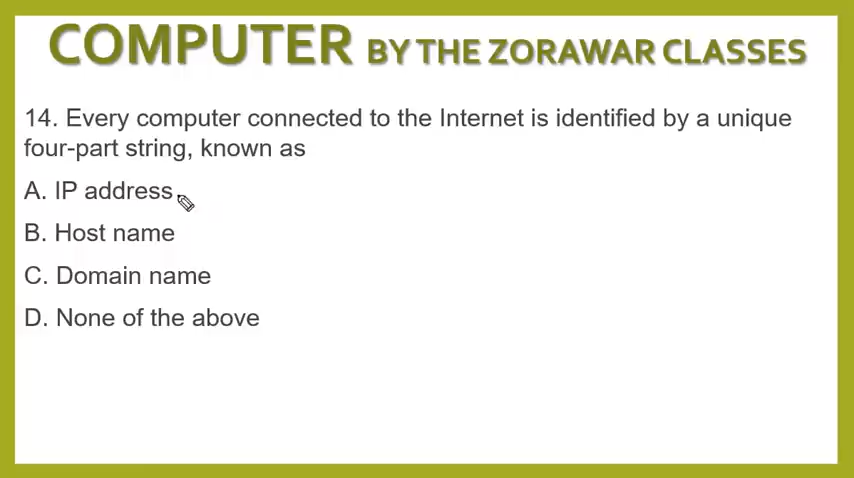 COMPUTER BY THE ZORAWAR CLASSES
14. Every computer connected to the Internet is identified by a unique
four-part string, known as
A. IP address
B. Host name
C. Domain name
D. None of the above